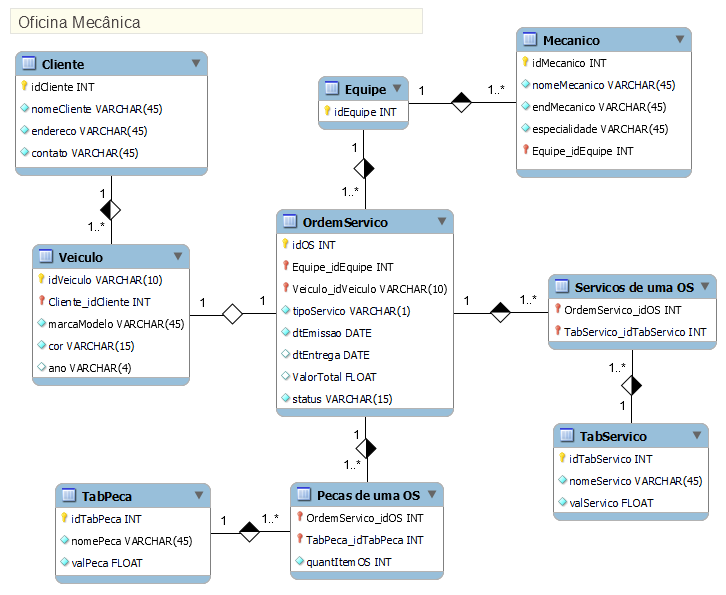 Oficina Mecânica
Cliente
idCliente INT
nomeCliente VARCHAR(45)
endereco VARCHAR(45)
contato VARCHAR(45)
1
1..*
Equipe
idEquipe INT
1
1..*
Mecanico
idMecanico INT
nomeMecanico VARCHAR(45)
endMecanico VARCHAR(45)
especialidade VARCHAR(45)
Equipe_idEquipe INT
1
1..*
Veiculo
idVeiculo VARCHAR(10)
Cliente_idCliente INT
marcaModelo VARCHAR(45)
cor VARCHAR(15)
ano VARCHAR(4)
1
1
OrdemServico
idOS INT
Equipe_idEquipe INT
Veiculo_idVeiculo VARCHAR(10)
tipoServico VARCHAR(1)
dtEmissao DATE
dtEntrega DATE
ValorTotal FLOAT
status VARCHAR(15)
1
1..*
Servicos de uma OS
OrdemServico_idOS INT
TabServico_idTabServico INT
1..*
1
TabServico
idTabServico INT
nomeServico VARCHAR(45)
valServico FLOAT
1
1..*
TabPeca
idTabPeca INT
nomePeca VARCHAR(45)
valPeca FLOAT
1
1..*
Pecas de uma OS
OrdemServico_idOS INT
TabPeca_idTabPeca INT
quantItemOS INT